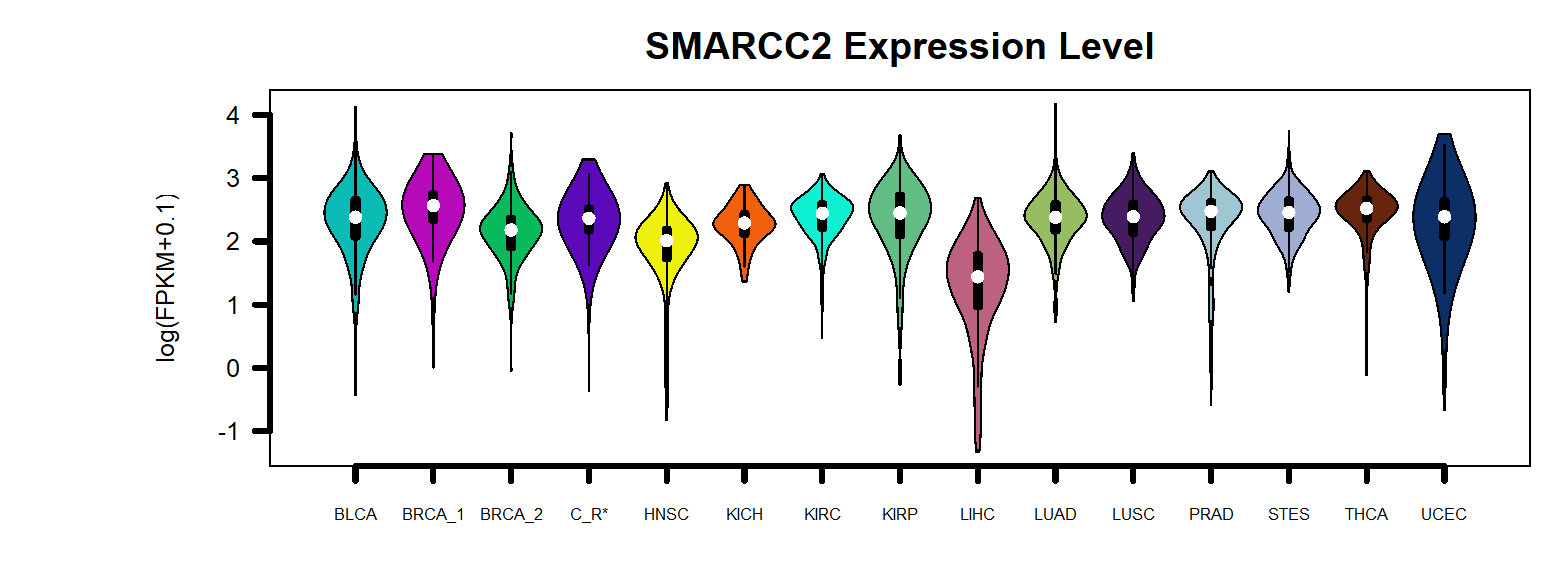 SMARCC2 Expression Level
log(FPKM+0.1)
4
3
2
1
0
-1
BLCA BRCA_1 BRCA_2 C_R* HNSC KICH KIRC KIRP LIHC LUAD LUSC PRAD STES THCA UCEC